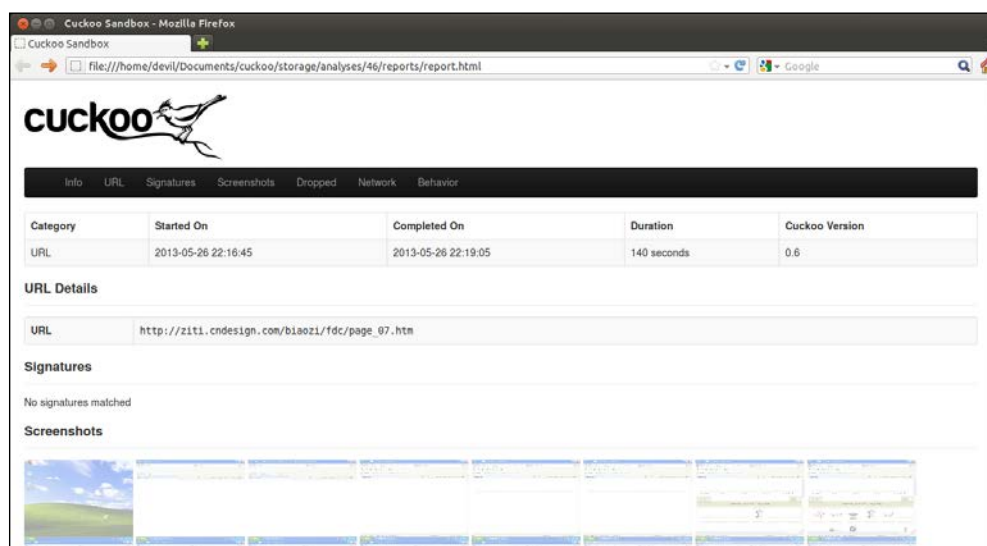 Cuckoo Sandbox - Mozilla Firefox
Cuckoo Sandbox
file:///home/devil/Documents/cuckoo/storage/analyses/46/reports/report.html
Google
cuckoo
Info URL Signatures Screenshots Dropped Network Behavior
Category Started On Completed On Duration Cuckoo Version
URL 2013-05-26 22:16:45 2013-05-26 22:19:05 140 seconds 0.6
URL Details
URL http://ziti.cndesign.com/biaozi/fdc/page_07.htm
Signatures
No signatures matched
Screenshots